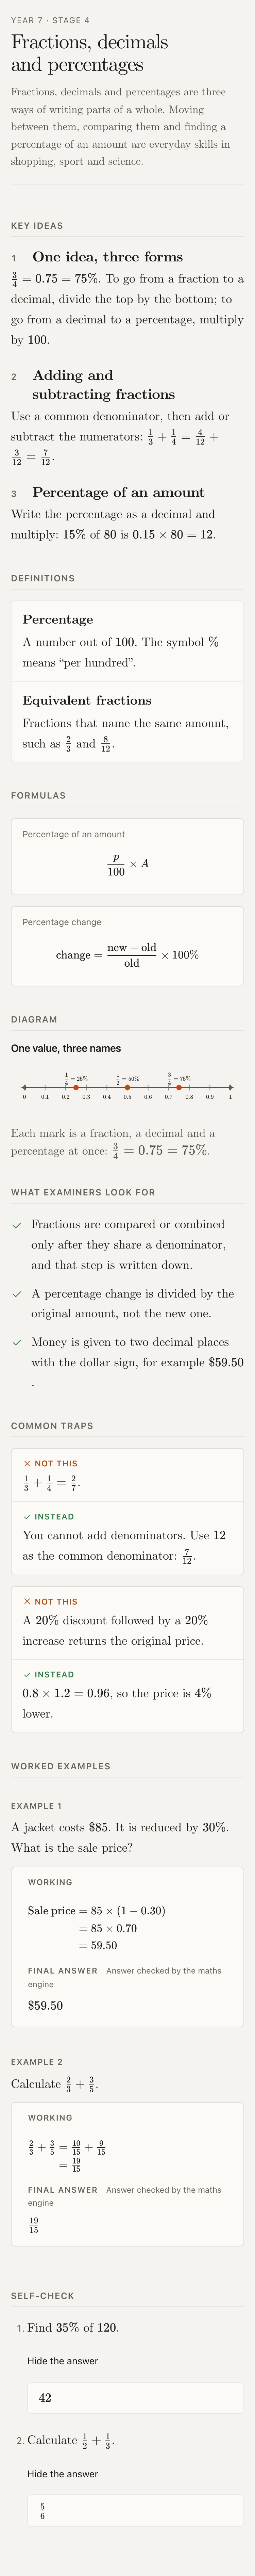 YEAR 7 · STAGE 4
Fractions, decimals
and percentages
Fractions, decimals and percentages are three
ways of writing parts of a whole. Moving
between them, comparing them and finding a
percentage of an amount are everyday skills in
shopping, sport and science.
KEY IDEAS
1 One idea, three forms
3/4 = 0.75 = 75%. To go from a fraction to a
decimal, divide the top by the bottom; to
go from a decimal to a percentage, multiply
by 100.
2 Adding and
subtracting fractions
Use a common denominator, then add or
subtract the numerators: 1/3 + 1/4 = 4/12 +
3/12 = 7/12.
3 Percentage of an amount
Write the percentage as a decimal and
multiply: 15% of 80 is 0.15 × 80 = 12.
DEFINITIONS
Percentage
A number out of 100. The symbol %
means “per hundred”.
Equivalent fractions
Fractions that name the same amount,
such as 2/3 and 8/12.
FORMULAS
Percentage of an amount
p/100 × A
Percentage change
change = (new − old)/old × 100%
DIAGRAM
One value, three names
1/4 = 25% 1/2 = 50% 3/4 = 75%
0 0.1 0.2 0.3 0.4 0.5 0.6 0.7 0.8 0.9 1
Each mark is a fraction, a decimal and a
percentage at once: 3/4 = 0.75 = 75%.
WHAT EXAMINERS LOOK FOR
✓ Fractions are compared or combined
only after they share a denominator,
and that step is written down.
✓ A percentage change is divided by the
original amount, not the new one.
✓ Money is given to two decimal places
with the dollar sign, for example $59.50
.
COMMON TRAPS
✕ NOT THIS
1/3 + 1/4 = 2/7.
✓ INSTEAD
You cannot add denominators. Use 12
as the common denominator: 7/12.
✕ NOT THIS
A 20% discount followed by a 20%
increase returns the original price.
✓ INSTEAD
0.8 × 1.2 = 0.96, so the price is 4%
lower.
WORKED EXAMPLES
EXAMPLE 1
A jacket costs $85. It is reduced by 30%.
What is the sale price?
WORKING
Sale price = 85 × (1 − 0.30)
= 85 × 0.70
= 59.50
FINAL ANSWER Answer checked by the maths
engine
$59.50
EXAMPLE 2
Calculate 2/3 + 3/5.
WORKING
2/3 + 3/5 = 10/15 + 9/15
= 19/15
FINAL ANSWER Answer checked by the maths
engine
19/15
SELF-CHECK
1. Find 35% of 120.
Hide the answer
42
2. Calculate 1/2 + 1/3.
Hide the answer
5/6